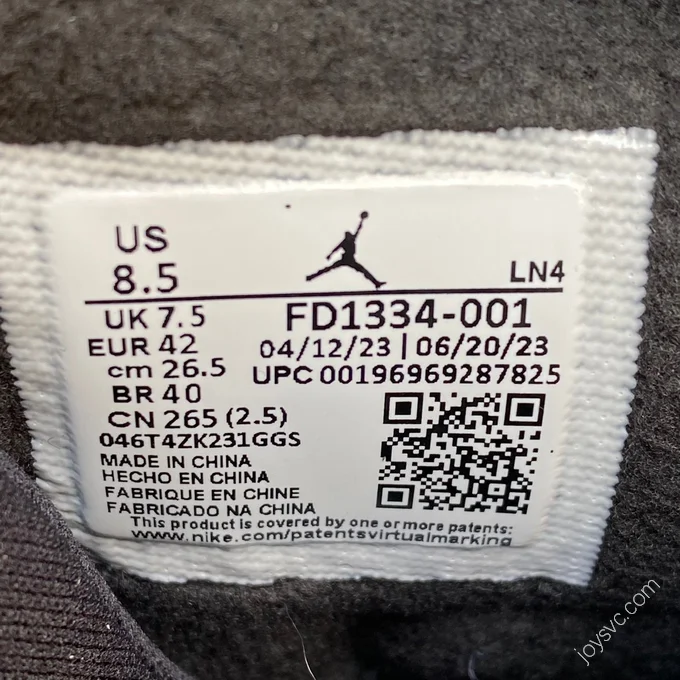 US
8.5
LN4
UK 7.5
FD1334-001
EUR 42
04/12/23 | 06/20/23
cm 26.5
UPC 00196969287825
BR 40
CN 265 (2.5)
046T4ZK231GGS
MADE IN CHINA
HECHO EN CHINA
FABRIQUE EN CHINE
FABRICADO NA CHINA
This product is covered by one or more patents:
www.nike.com/patentsvirtualmarking
joysvc.com